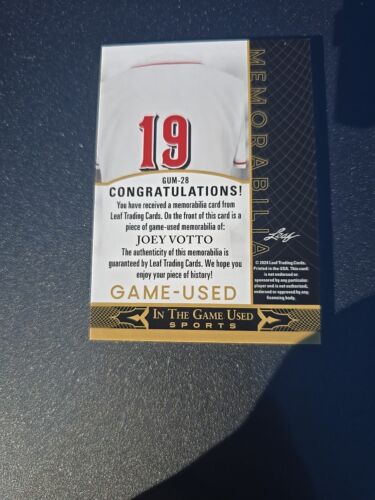 19
GUM-28
CONGRATULATIONS!
You have received a memorabilia card from
Leaf Trading Cards. On the front of this card is a
piece of game-used memorabilia of:
JOEY VOTTO
The authenticity of this memorabilia is
guaranteed by Leaf Trading Cards. We hope you
enjoy your piece of history!
GAME-USED
MEMORABILIA
Leaf
© 2024 Leaf Trading Cards.
Printed in the USA. This card
is not endorsed or
sponsored by any particular
player and is not authorized,
endorsed or approved by any
licensing body.
IN THE GAME USED
SPORTS